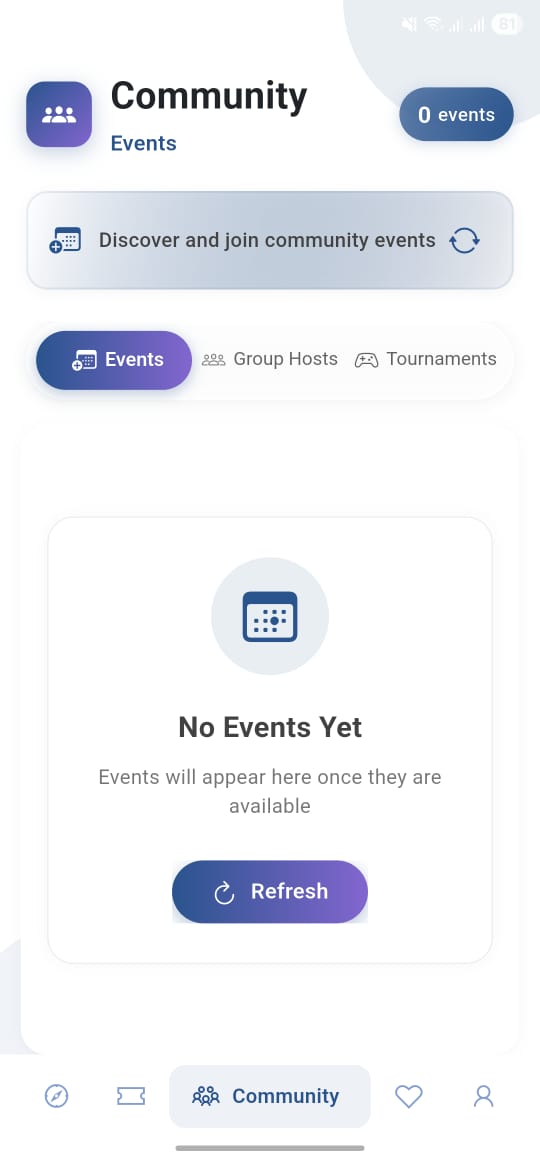 81
Community
Events
0 events
Discover and join community events
Events
Group Hosts
Tournaments
No Events Yet
Events will appear here once they are
available
Refresh
Community